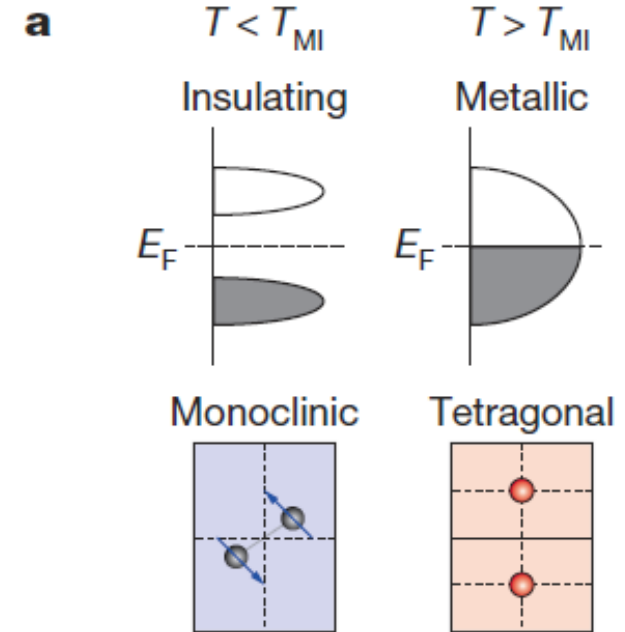 a
T < T_MI T > T_MI
Insulating Metallic
E_F E_F
Monoclinic Tetragonal